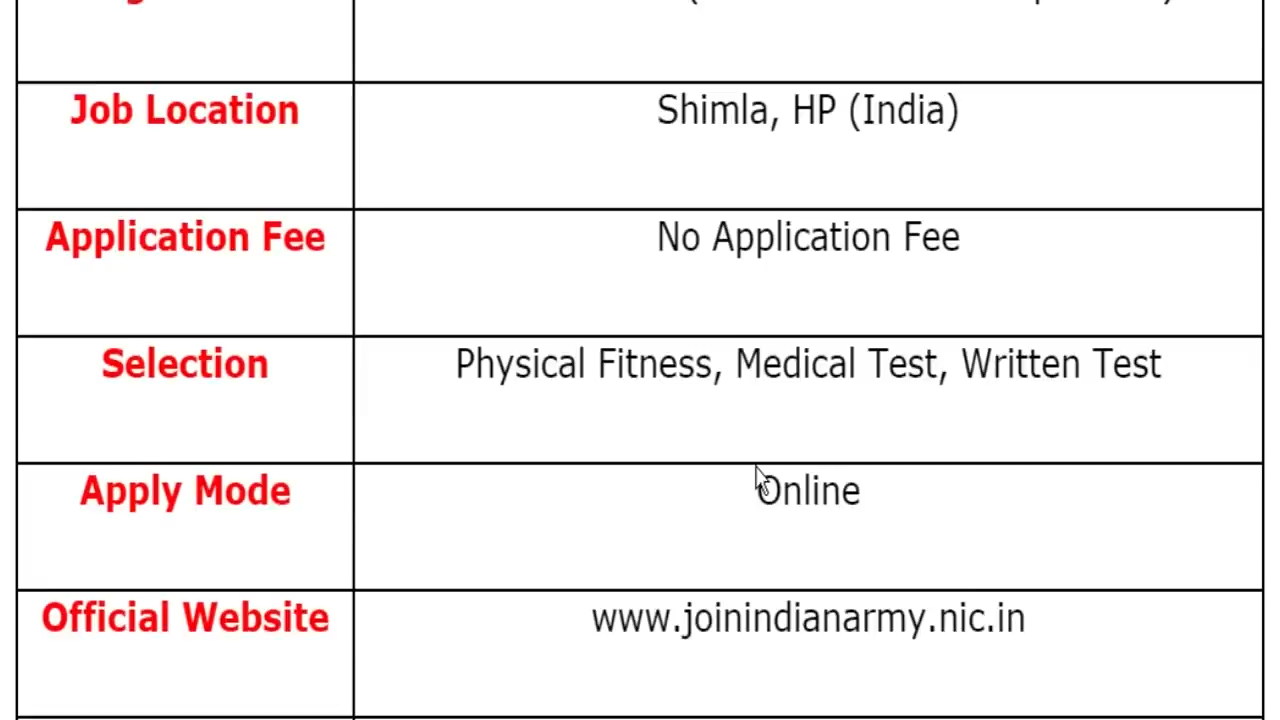 Job Location Shimla, HP (India)
Application Fee No Application Fee
Selection Physical Fitness, Medical Test, Written Test
Apply Mode Online
Official Website www.joinindianarmy.nic.in